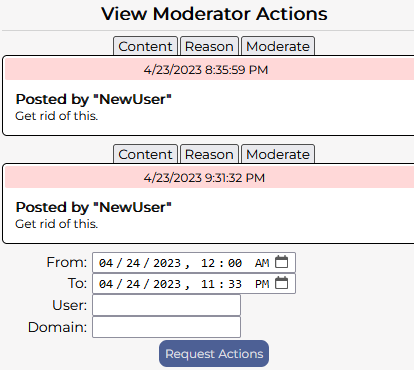 View Moderator Actions
Content Reason Moderate
4/23/2023 8:35:59 PM
Posted by "NewUser"
Get rid of this.
Content Reason Moderate
4/23/2023 9:31:32 PM
Posted by "NewUser"
Get rid of this.
From: 04/24/2023, 12:00 AM
To: 04/24/2023, 11:33 PM
User:
Domain:
Request Actions